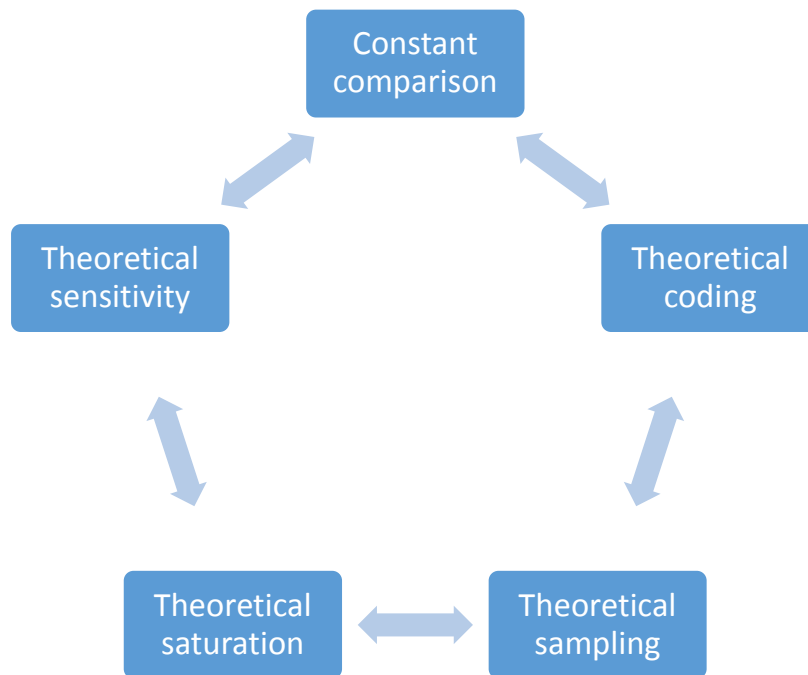 Constant
comparison
Theoretical
sensitivity
Theoretical
coding
Theoretical
saturation
Theoretical
sampling